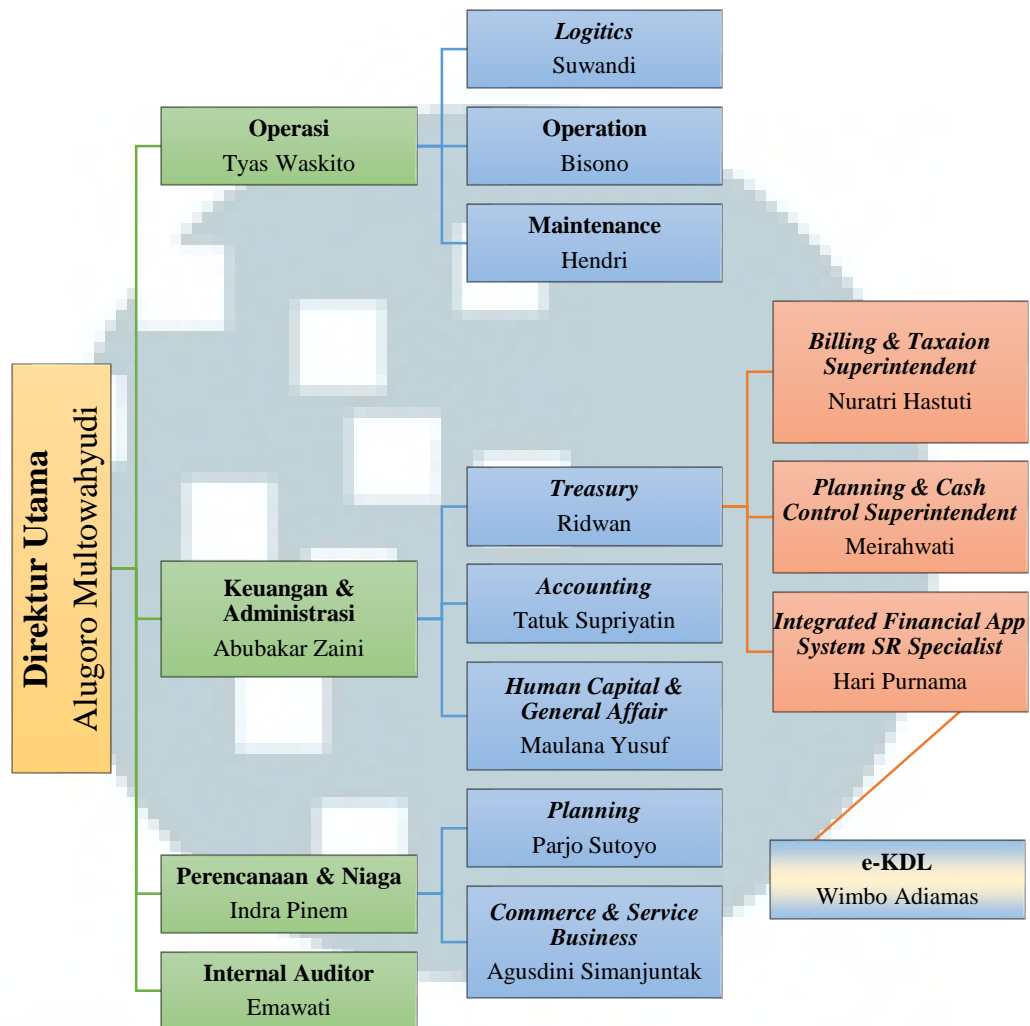 Direktur Utama
Alugoro Multowahyudi
Operasi
Tyas Waskito
Logitics
Suwandi
Operation
Bisono
Maintenance
Hendri
Keuangan &
Administrasi
Abubakar Zaini
Treasury
Ridwan
Billing & Taxaion
Superintendent
Nuratri Hastuti
Planning & Cash
Control Superintendent
Meirahwati
Integrated Financial App
System SR Specialist
Hari Purnama
e-KDL
Wimbo Adiamas
Accounting
Tatuk Supriyatin
Human Capital &
General Affair
Maulana Yusuf
Perencanaan & Niaga
Indra Pinem
Planning
Parjo Sutoyo
Commerce & Service
Business
Agusdini Simanjuntak
Internal Auditor
Emawati